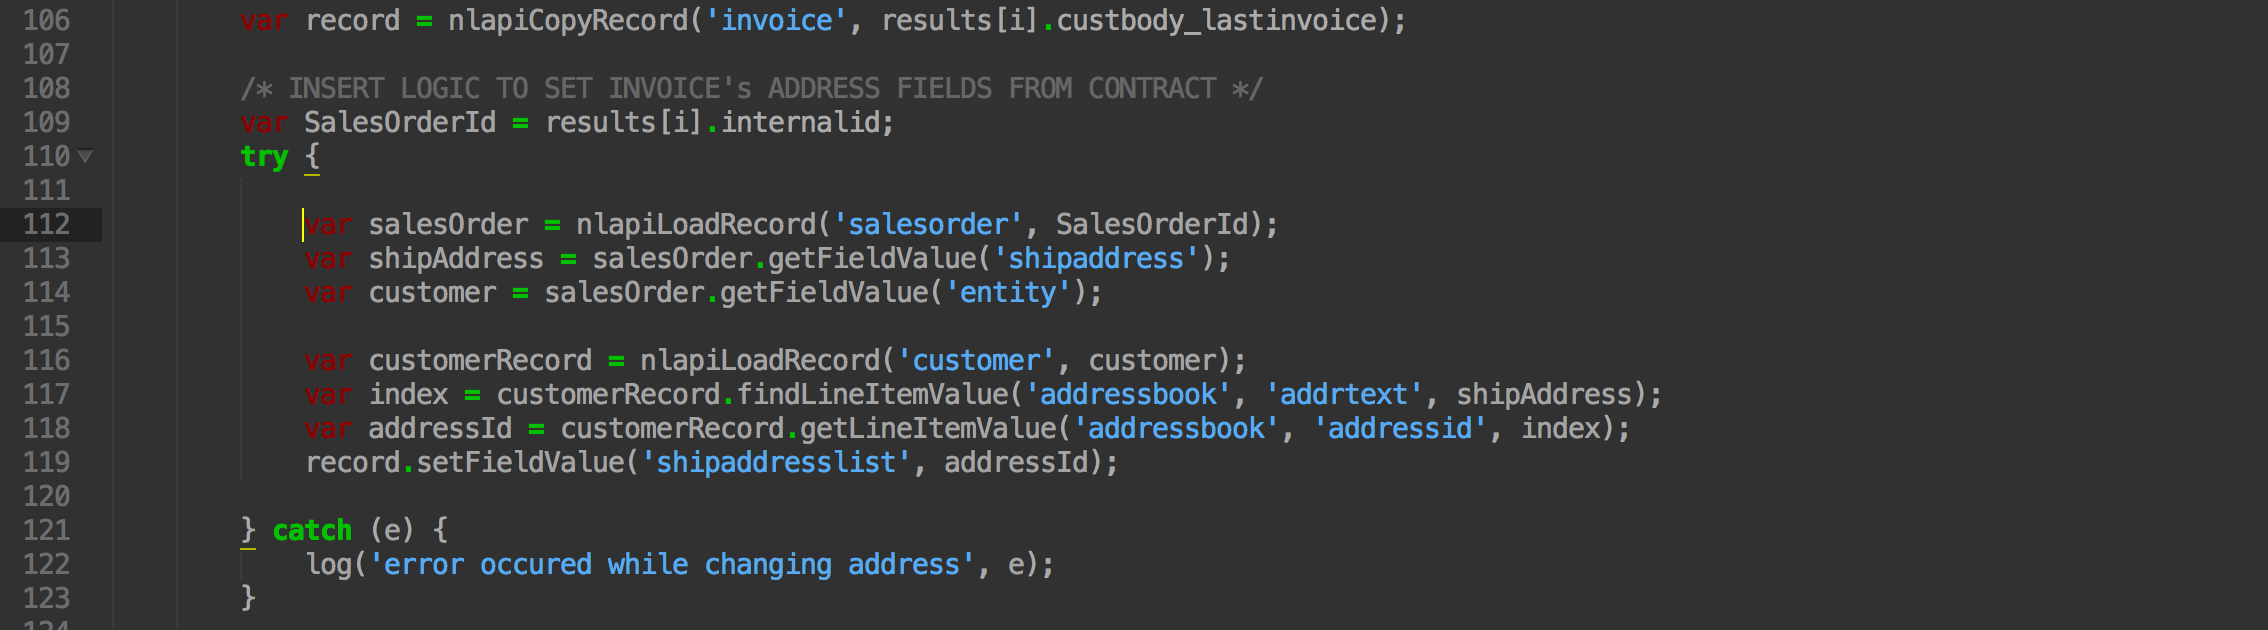 106 var record = nlapiCopyRecord('invoice', results[i].custbody_lastinvoice);
107
108 /* INSERT LOGIC TO SET INVOICE's ADDRESS FIELDS FROM CONTRACT */
109 var SalesOrderId = results[i].internalid;
110 try {
111
112 var salesOrder = nlapiLoadRecord('salesorder', SalesOrderId);
113 var shipAddress = salesOrder.getFieldValue('shipaddress');
114 var customer = salesOrder.getFieldValue('entity');
115
116 var customerRecord = nlapiLoadRecord('customer', customer);
117 var index = customerRecord.findLineItemValue('addressbook', 'addrtext', shipAddress);
118 var addressId = customerRecord.getLineItemValue('addressbook', 'addressid', index);
119 record.setFieldValue('shipaddresslist', addressId);
120
121 } catch (e) {
122 log('error occured while changing address', e);
123 }
124